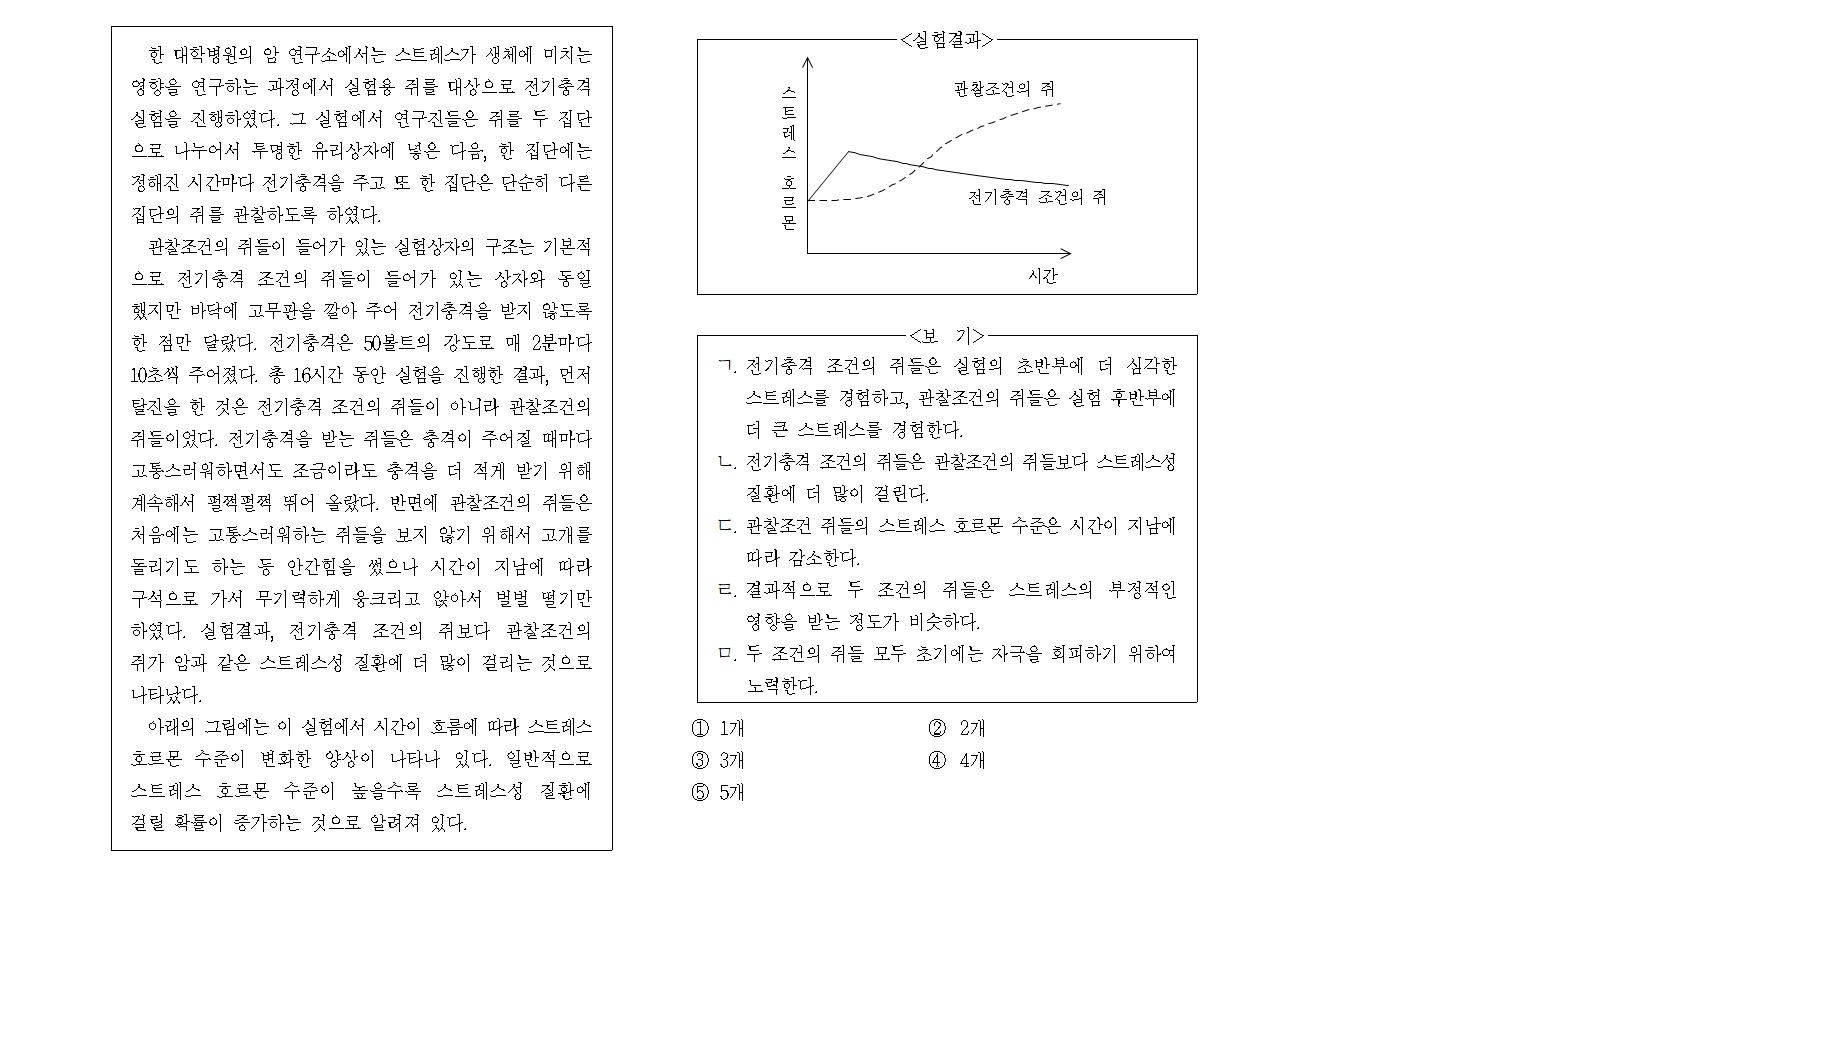 한 대학병원의 암 연구소에서는 스트레스가 생체에 미치는
영향을 연구하는 과정에서 실험용 쥐를 대상으로 전기충격
실험을 진행하였다. 그 실험에서 연구진들은 쥐를 두 집단
으로 나누어서 투명한 유리상자에 넣은 다음, 한 집단에는
정해진 시간마다 전기충격을 주고 또 한 집단은 단순히 다른
집단의 쥐를 관찰하도록 하였다.
관찰조건의 쥐들이 들어가 있는 실험상자의 구조는 기본적
으로 전기충격 조건의 쥐들이 들어가 있는 상자와 동일
했지만 바닥에 고무판을 깔아 주어 전기충격을 받지 않도록
한 점만 달랐다. 전기충격은 50볼트의 강도로 매 2분마다
10초씩 주어졌다. 총 16시간 동안 실험을 진행한 결과, 먼저
탈진을 한 것은 전기충격 조건의 쥐들이 아니라 관찰조건의
쥐들이었다. 전기충격을 받는 쥐들은 충격이 주어질 때마다
고통스러워하면서도 조금이라도 충격을 더 적게 받기 위해
계속해서 펄쩍펄쩍 뛰어 올랐다. 반면에 관찰조건의 쥐들은
처음에는 고통스러워하는 쥐들을 보지 않기 위해서 고개를
돌리기도 하는 등 안간힘을 썼으나 시간이 지남에 따라
구석으로 가서 무기력하게 웅크리고 앉아서 벌벌 떨기만
하였다. 실험결과, 전기충격 조건의 쥐보다 관찰조건의
쥐가 암과 같은 스트레스성 질환에 더 많이 걸리는 것으로
나타났다.
아래의 그림에는 이 실험에서 시간이 흐름에 따라 스트레스
호르몬 수준이 변화한 양상이 나타나 있다. 일반적으로
스트레스 호르몬 수준이 높을수록 스트레스성 질환에
걸릴 확률이 증가하는 것으로 알려져 있다.
<실험결과>
스트레스 호르몬
관찰조건의 쥐
전기충격 조건의 쥐
시간
<보 기>
ㄱ. 전기충격 조건의 쥐들은 실험의 초반부에 더 심각한
스트레스를 경험하고, 관찰조건의 쥐들은 실험 후반부에
더 큰 스트레스를 경험한다.
ㄴ. 전기충격 조건의 쥐들은 관찰조건의 쥐들보다 스트레스성
질환에 더 많이 걸린다.
ㄷ. 관찰조건 쥐들의 스트레스 호르몬 수준은 시간이 지남에
따라 감소한다.
ㄹ. 결과적으로 두 조건의 쥐들은 스트레스의 부정적인
영향을 받는 정도가 비슷하다.
ㅁ. 두 조건의 쥐들 모두 초기에는 자극을 회피하기 위하여
노력한다.
① 1개 ② 2개
③ 3개 ④ 4개
⑤ 5개